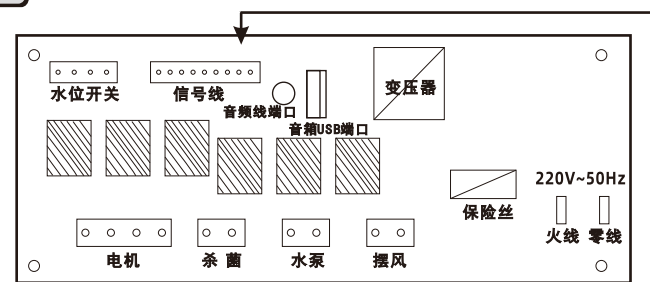 水位开关
信号线
音频线端口
音箱USB端口
变压器
保险丝
220V~50Hz
火线 零线
电机
杀 菌
水泵
摆风